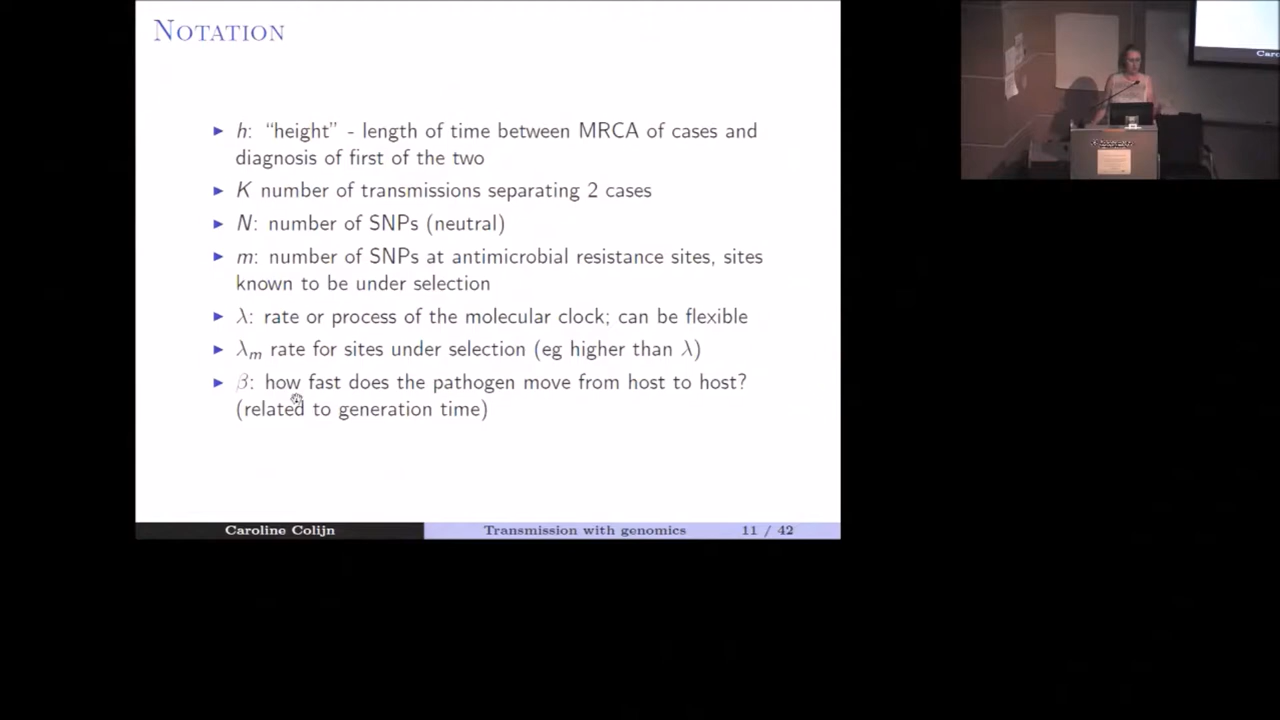 NOTATION
► h: “height” - length of time between MRCA of cases and
diagnosis of first of the two
► K number of transmissions separating 2 cases
► N: number of SNPs (neutral)
► m: number of SNPs at antimicrobial resistance sites, sites
known to be under selection
► λ: rate or process of the molecular clock; can be flexible
► λm rate for sites under selection (eg higher than λ)
► β: how fast does the pathogen move from host to host?
(related to generation time)
Caroline Colijn Transmission with genomics 11 / 42